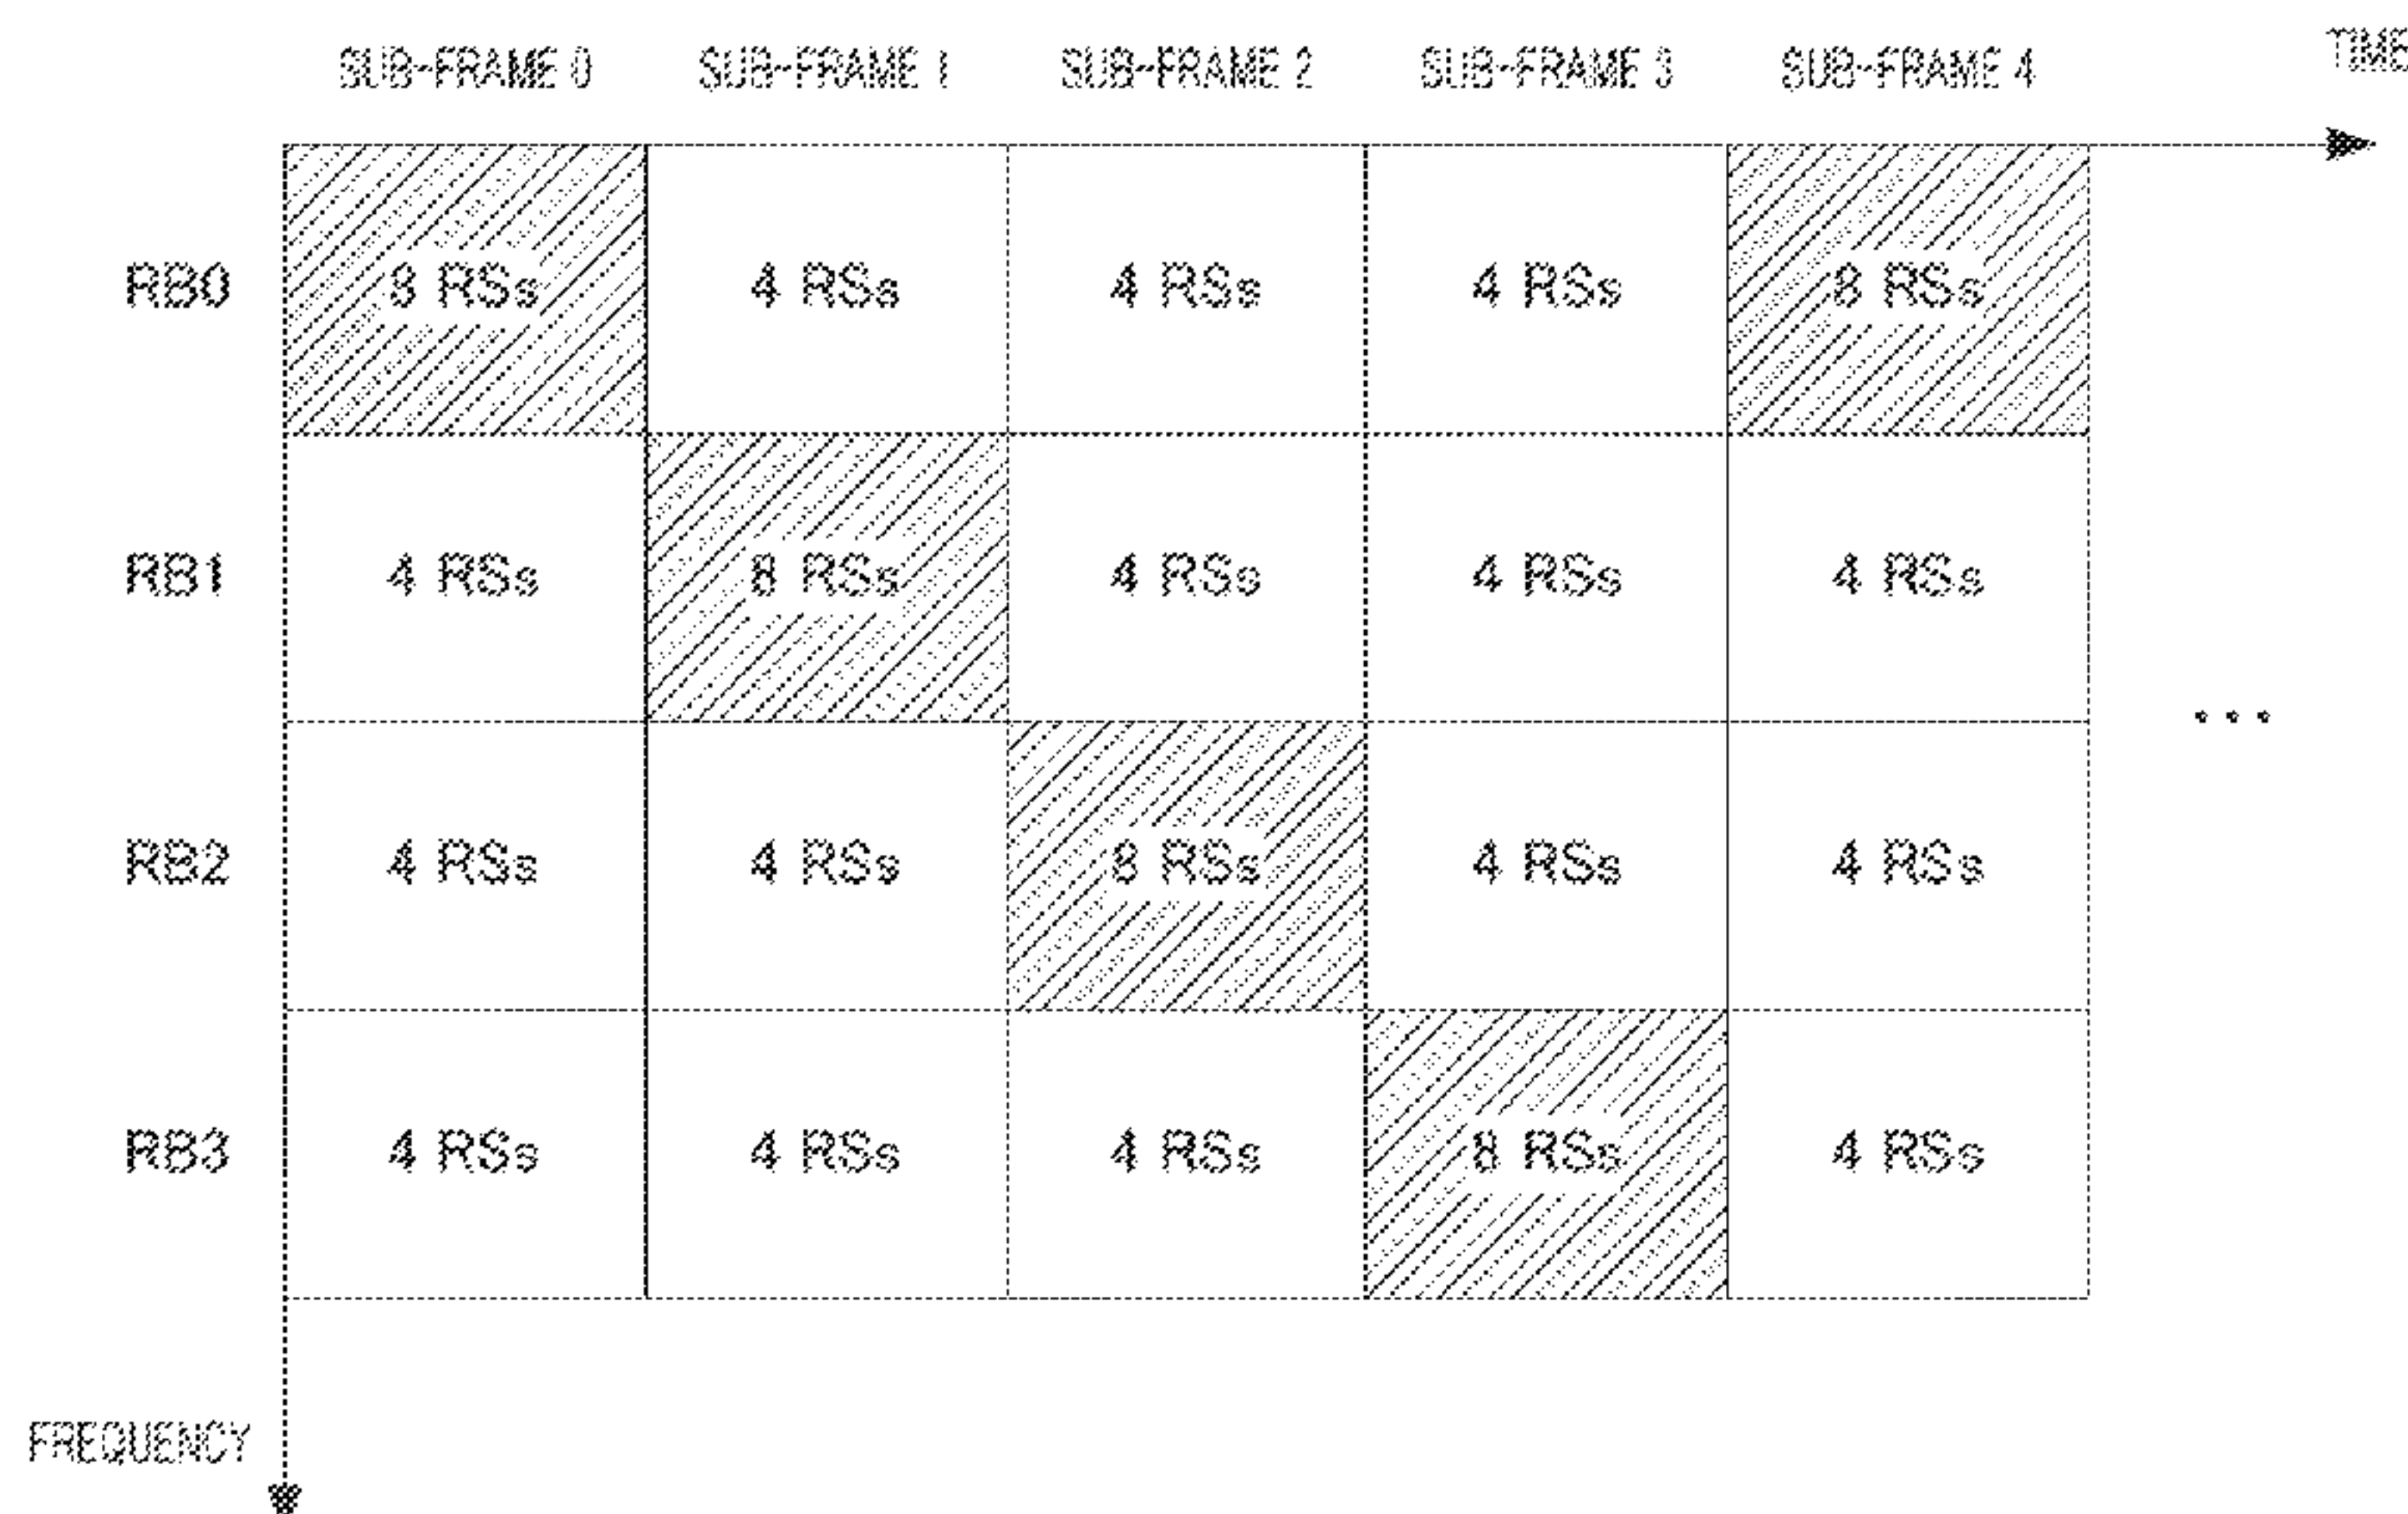 TIME
SUB-FRAME 0 SUB-FRAME 1 SUB-FRAME 2 SUB-FRAME 3 SUB-FRAME 4
RB0 8 RSs 4 RSs 4 RSs 4 RSs 8 RSs
RB1 4 RSs 8 RSs 4 RSs 4 RSs 4 RSs
...
RB2 4 RSs 4 RSs 8 RSs 4 RSs 4 RSs
RB3 4 RSs 4 RSs 4 RSs 8 RSs 4 RSs
FREQUENCY